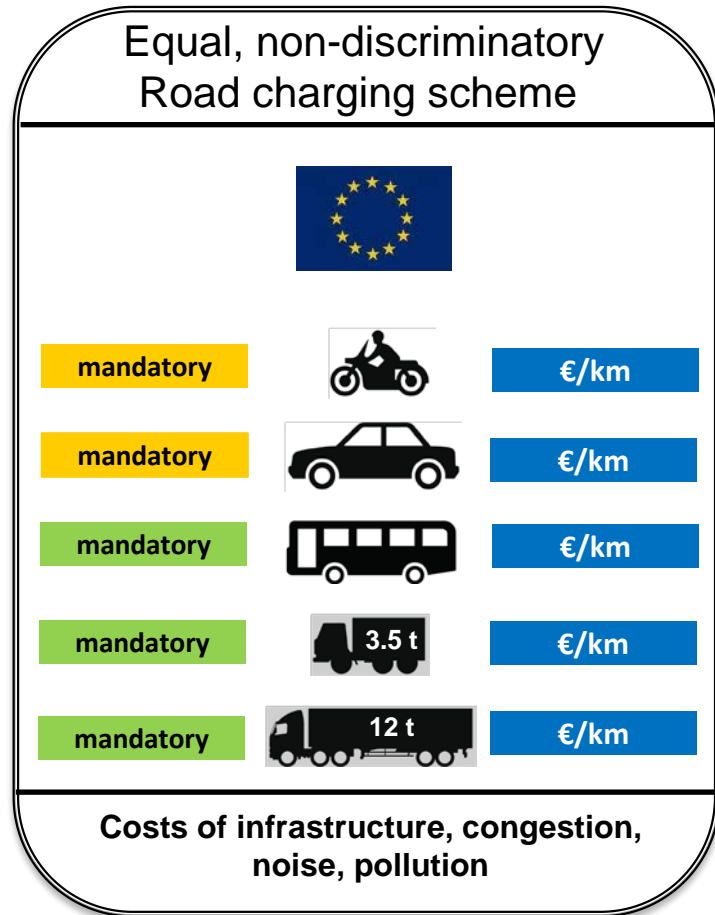 Equal, non-discriminatory
Road charging scheme
mandatory
€/km
mandatory
€/km
mandatory
€/km
mandatory
3.5 t
€/km
mandatory
12 t
€/km
Costs of infrastructure, congestion,
noise, pollution